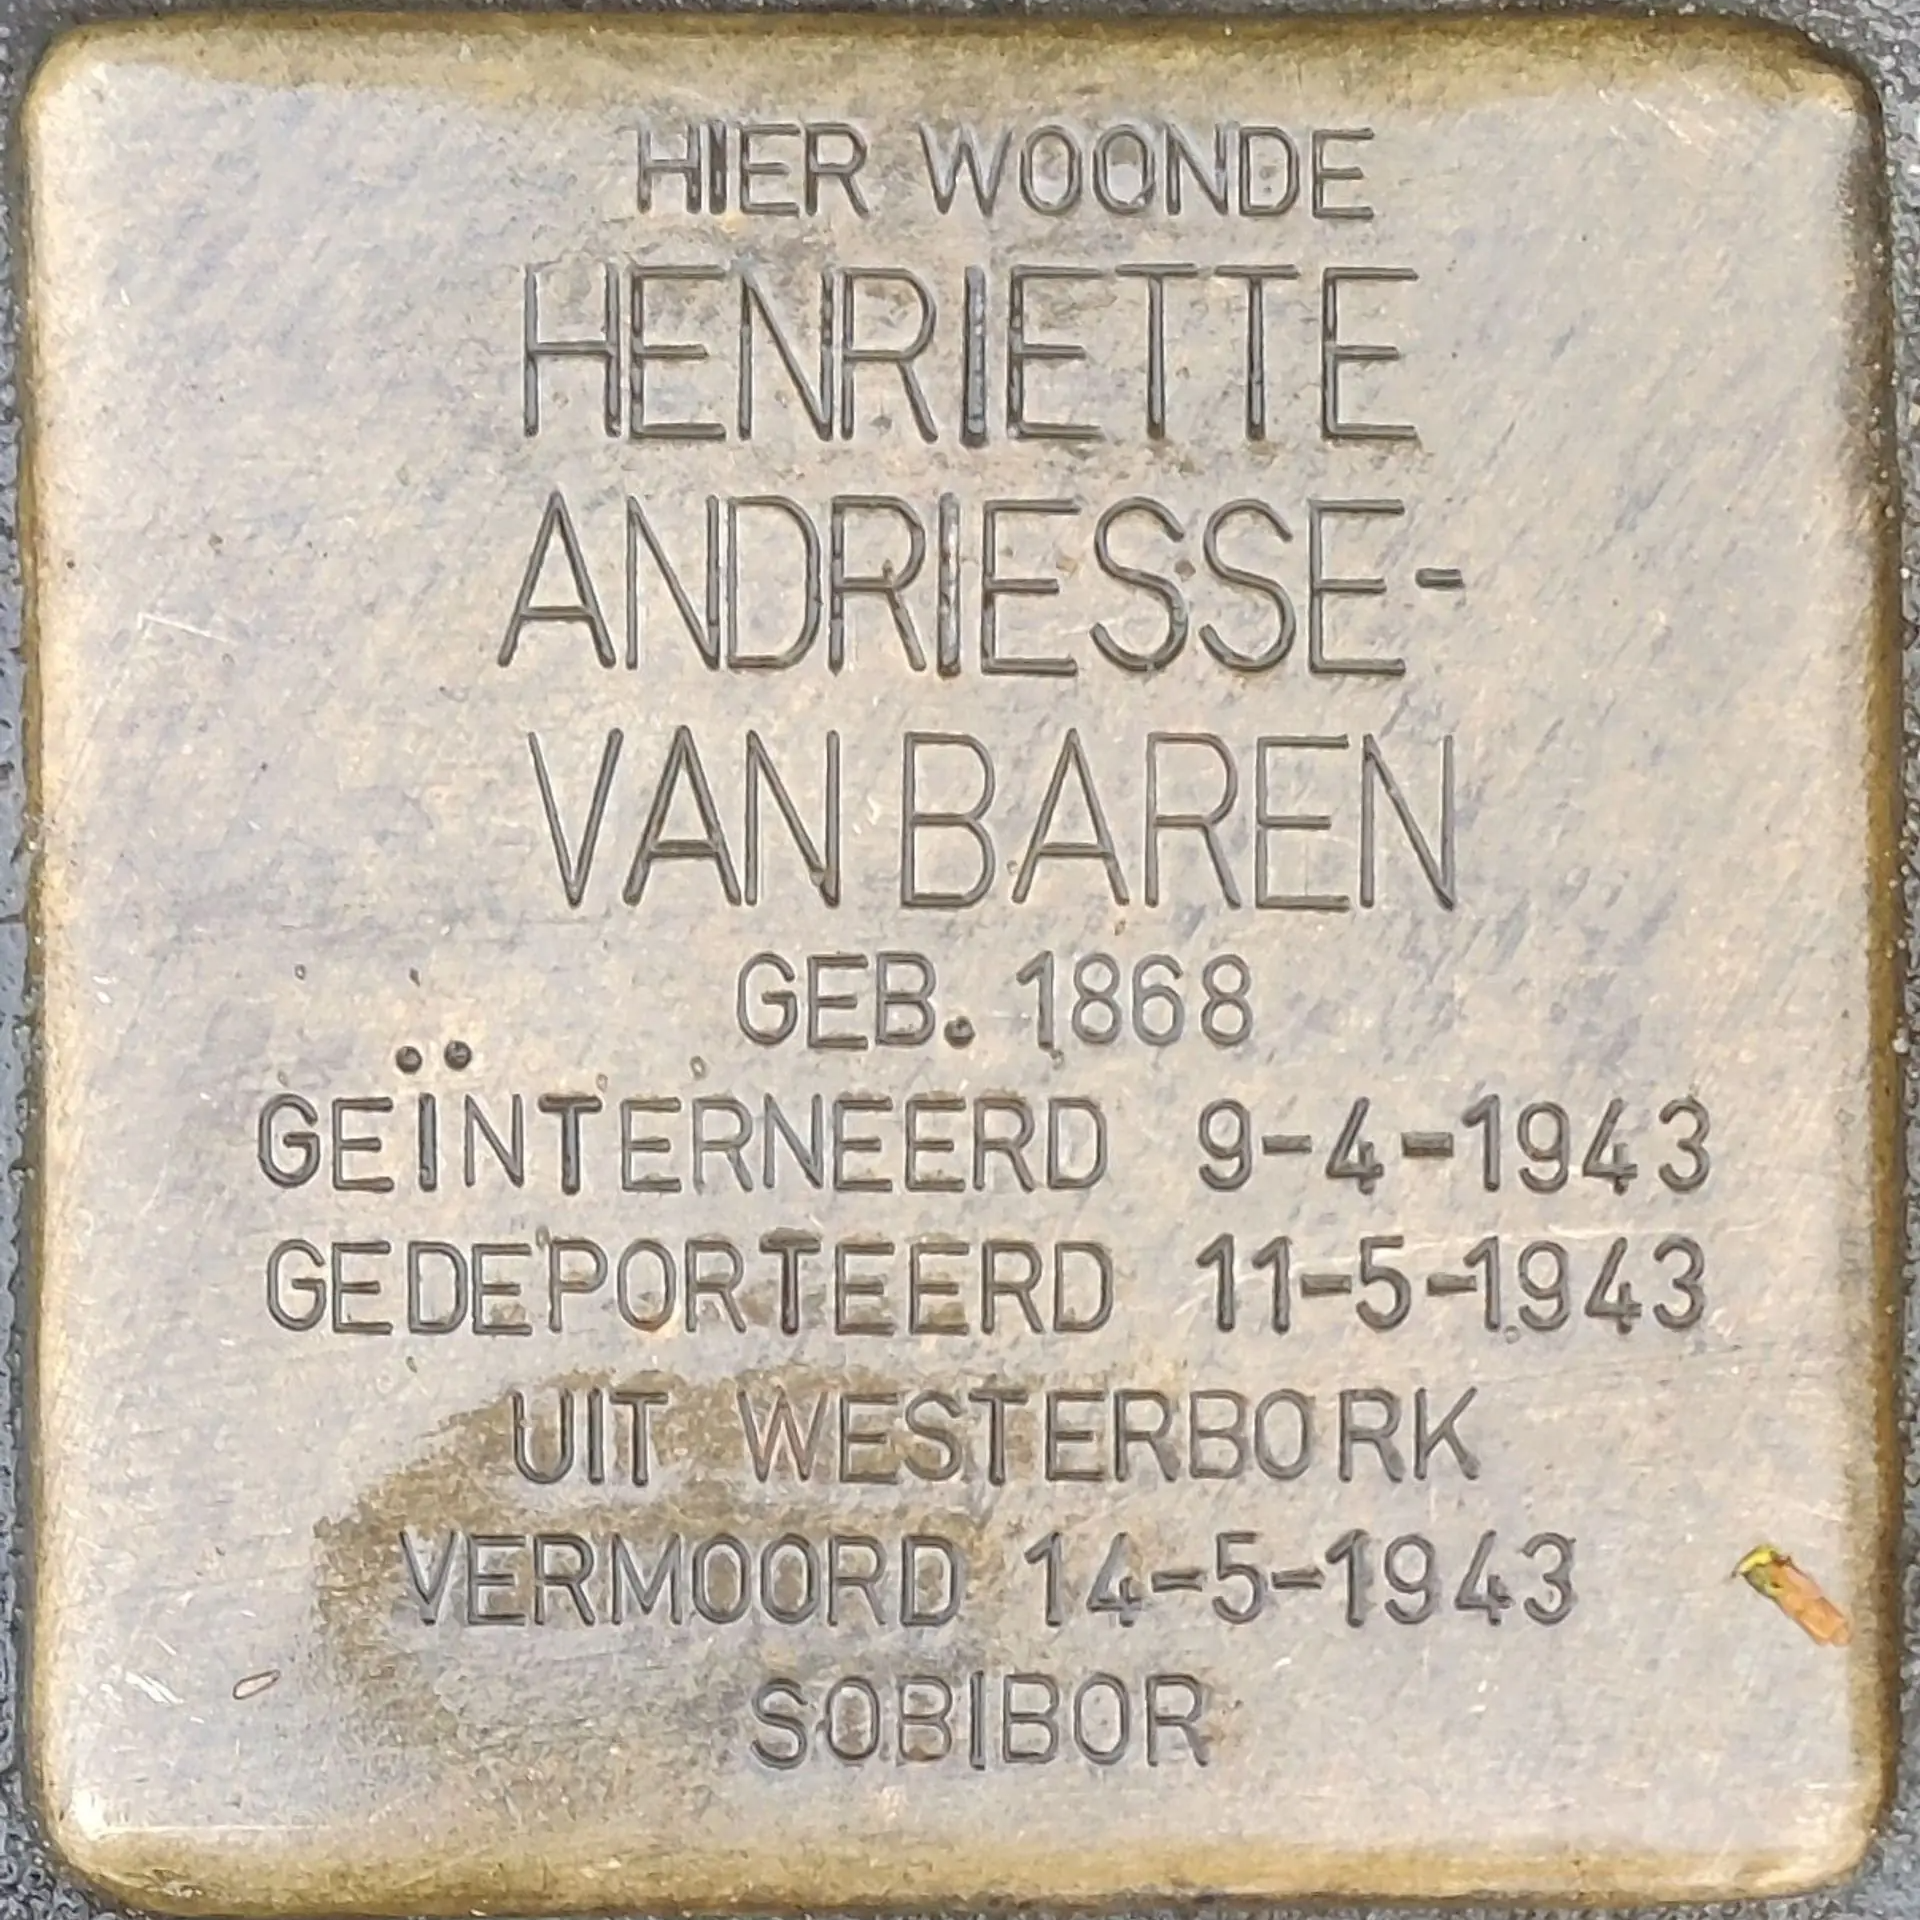 HIER WOONDE
HENRIETTE
ANDRIESSE-
VAN BAREN
GEB. 1868
GEÏNTERNEERD 9-4-1943
GEDEPORTEERD 11-5-1943
UIT WESTERBORK
VERMOORD 14-5-1943
SOBIBOR